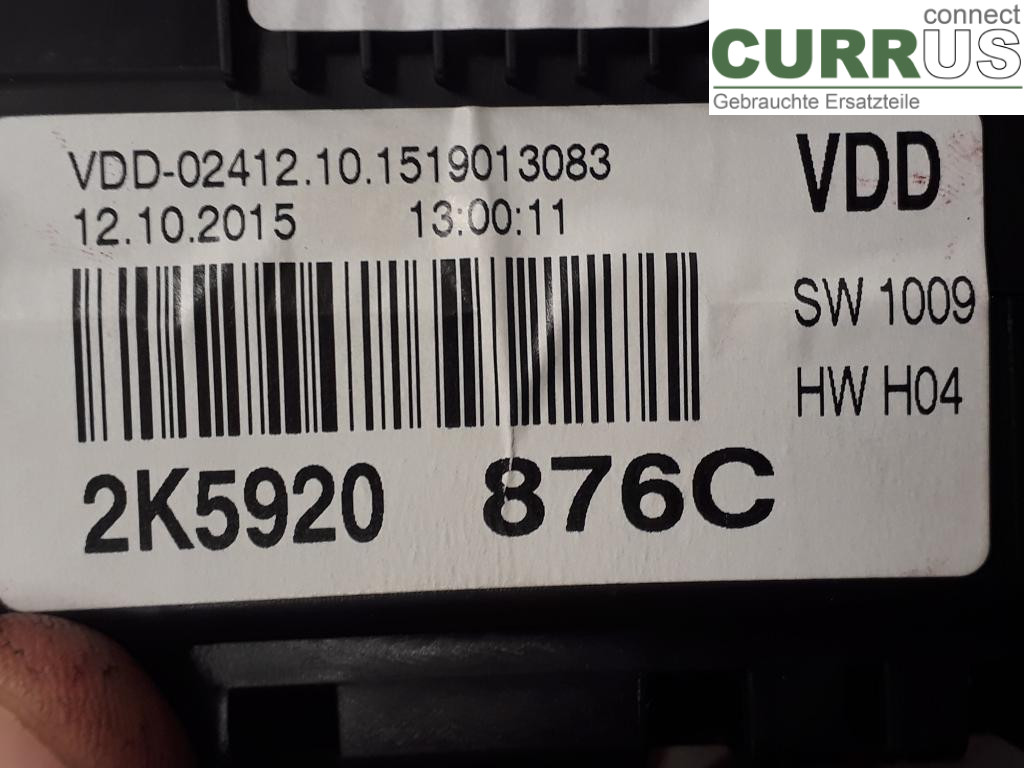 connect
CURRUS
Gebrauchte Ersatzteile
VDD-02412.10.1519013083
12.10.2015 13:00:11
VDD
SW 1009
HW H04
2K5920 876C